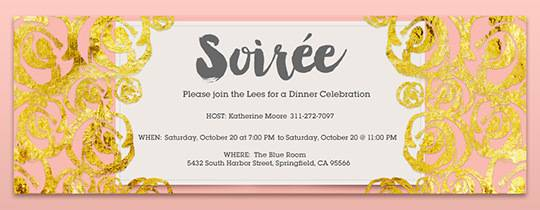 Soirée
Please join the Lees for a Dinner Celebration
HOST: Katherine Moore 311-272-7097
WHEN: Saturday, October 20 at 7:00 PM to Saturday, October 20 @ 11:00 PM
WHERE: The Blue Room
5432 South Harbor Street, Springfield, CA 95566